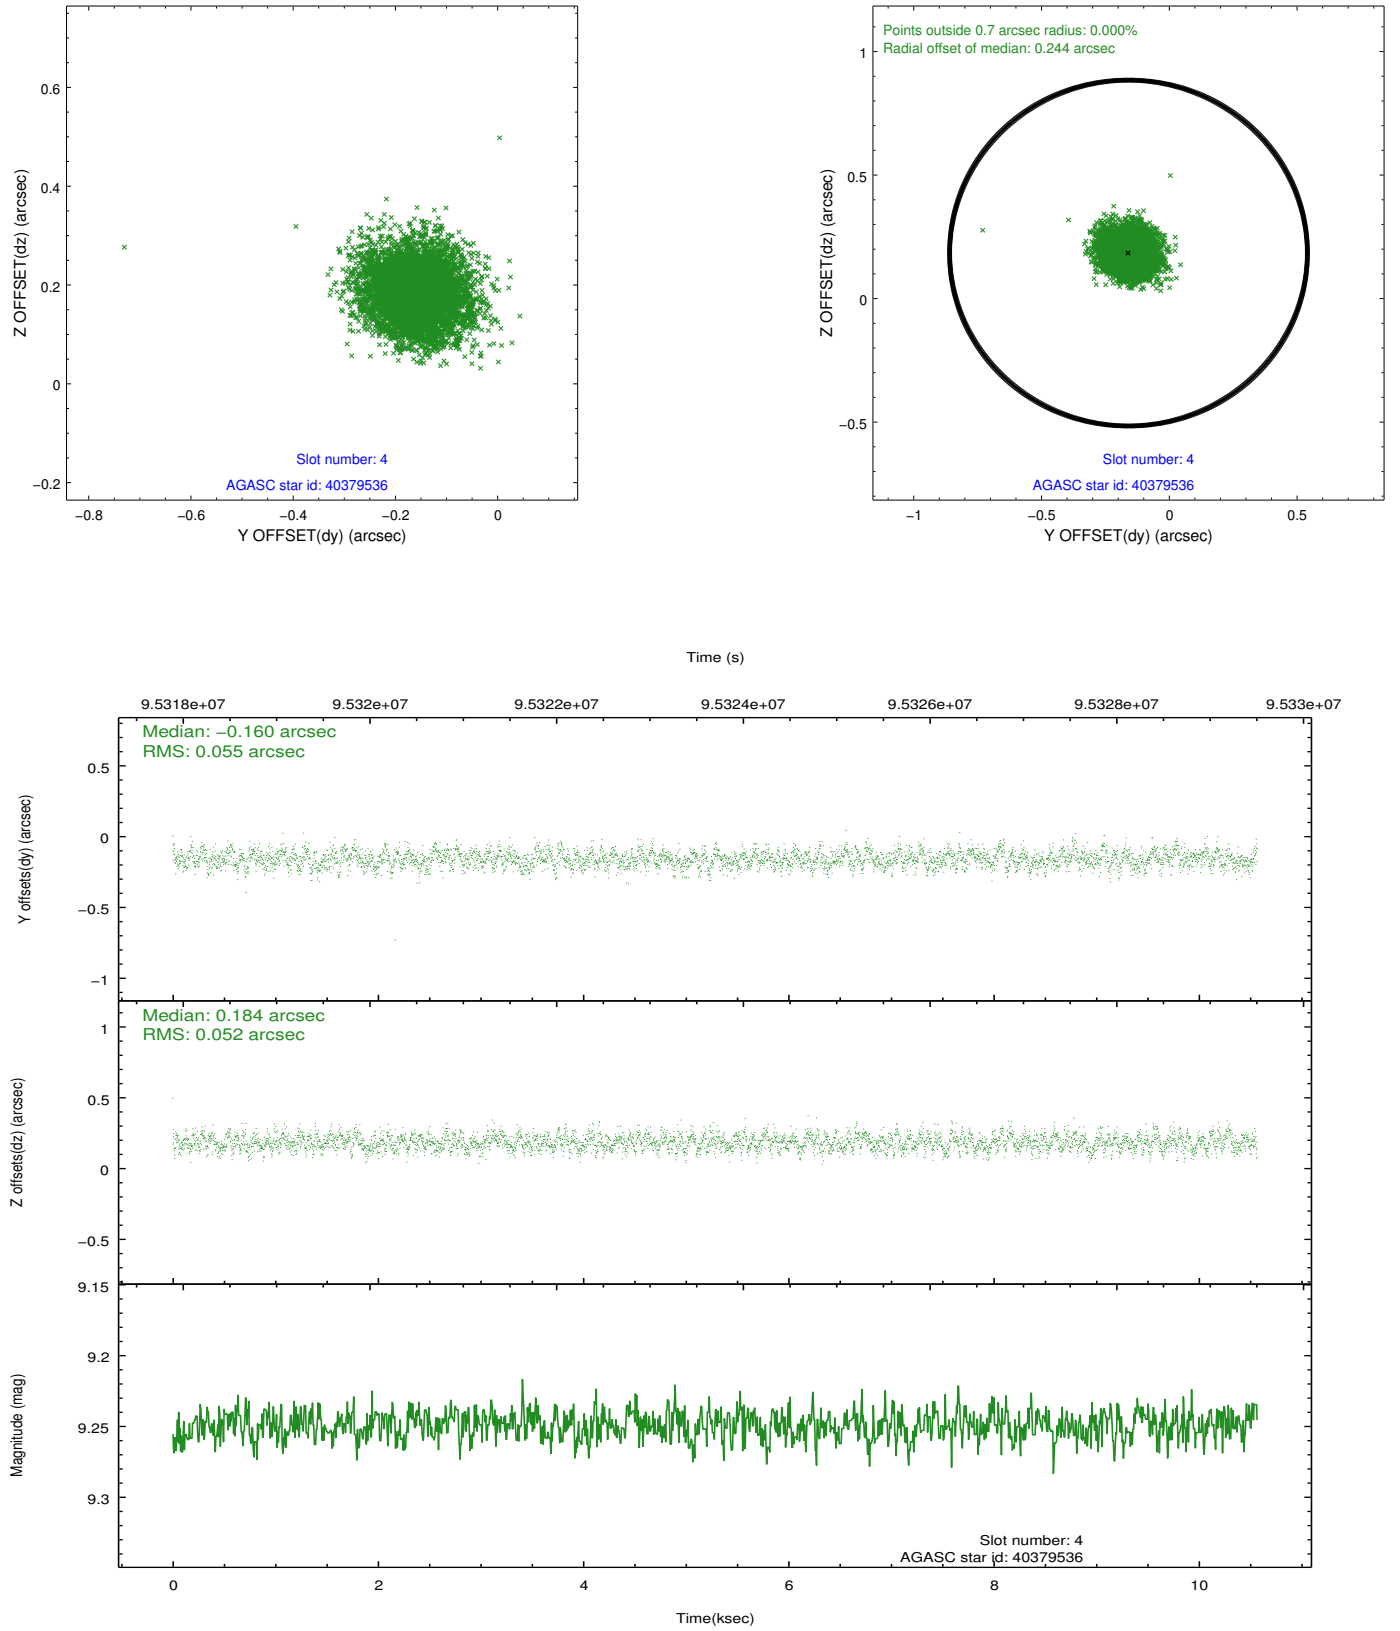 0.6
0.4
0.2
0
−0.2
Z OFFSET(dz) (arcsec)
Slot number: 4
AGASC star id: 40379536
−0.8 −0.6 −0.4 −0.2 0
Y OFFSET(dy) (arcsec)
Points outside 0.7 arcsec radius: 0.000%
Radial offset of median: 0.244 arcsec
1
0.5
0
−0.5
Z OFFSET(dz) (arcsec)
Slot number: 4
AGASC star id: 40379536
−1 −0.5 0 0.5
Y OFFSET(dy) (arcsec)
Time (s)
9.5318e+07 9.532e+07 9.5322e+07 9.5324e+07 9.5326e+07 9.5328e+07 9.533e+07
Median: −0.160 arcsec
RMS: 0.055 arcsec
0.5
0
−0.5
−1
Y offsets(dy) (arcsec)
Median: 0.184 arcsec
RMS: 0.052 arcsec
1
0.5
0
−0.5
Z offsets(dz) (arcsec)
9.15
9.2
9.25
9.3
Magnitude (mag)
Slot number: 4
AGASC star id: 40379536
0 2 4 6 8 10
Time(ksec)